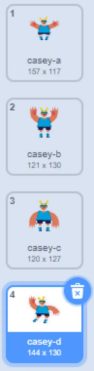 1
casey-a
157 x 117
2
casey-b
121 x 130
3
casey-c
120 x 127
4
casey-d
144 x 130